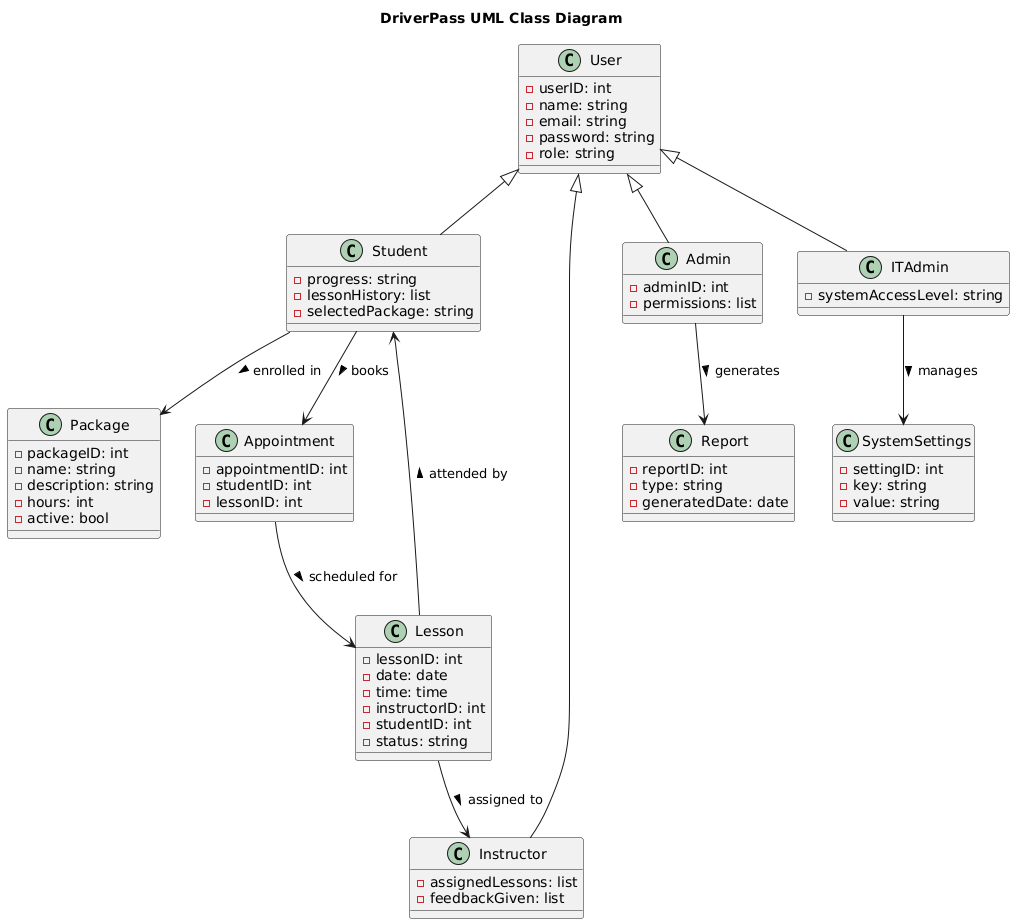 DriverPass UML Class Diagram
C User
userID: int
name: string
email: string
password: string
role: string
C Student
progress: string
lessonHistory: list
selectedPackage: string
C Admin
adminID: int
permissions: list
C ITAdmin
systemAccessLevel: string
enrolled in
books
generates
manages
C Package
packageID: int
name: string
description: string
hours: int
active: bool
C Appointment
appointmentID: int
studentID: int
lessonID: int
attended by
C Report
reportID: int
type: string
generatedDate: date
C SystemSettings
settingID: int
key: string
value: string
scheduled for
C Lesson
lessonID: int
date: date
time: time
instructorID: int
studentID: int
status: string
assigned to
C Instructor
assignedLessons: list
feedbackGiven: list